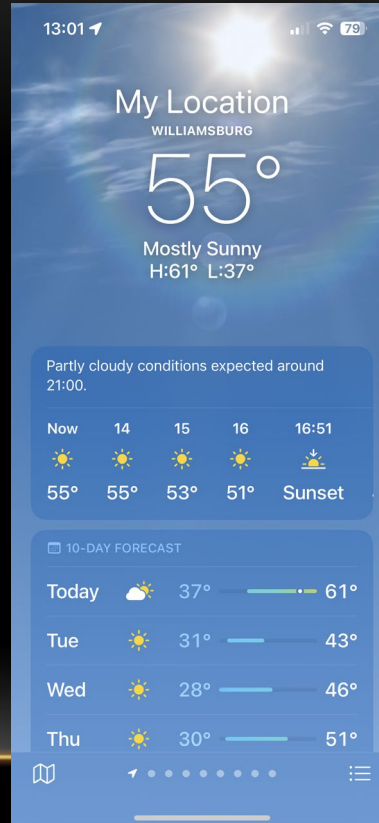 13:01
79
My Location
WILLIAMSBURG
55°
Mostly Sunny
H:61° L:37°
Partly cloudy conditions expected around
21:00.
Now 14 15 16 16:51
55° 55° 53° 51° Sunset
10-DAY FORECAST
Today 37° 61°
Tue 31° 43°
Wed 28° 46°
Thu 30° 51°